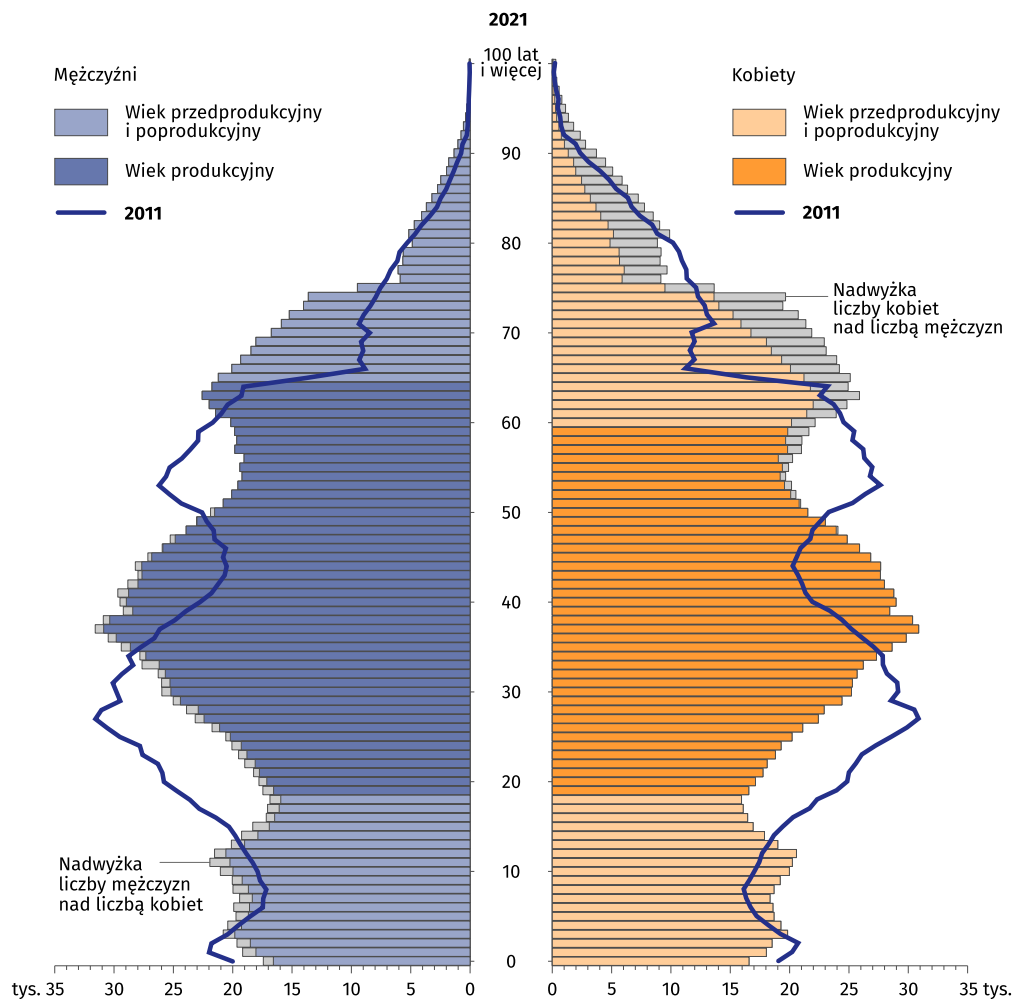 2021
100 lat
i więcej
Mężczyźni
Wiek przedprodukcyjny
i poprodukcyjny
Wiek produkcyjny
2011
Kobiety
Wiek przedprodukcyjny
i poprodukcyjny
Wiek produkcyjny
2011
90
80
Nadwyżka
liczby kobiet
nad liczbą mężczyzn
70
60
50
40
30
20
Nadwyżka
liczby mężczyzn
nad liczbą kobiet
10
0
tys. 35 30 25 20 15 10 5 0
0 5 10 15 20 25 30 35 tys.